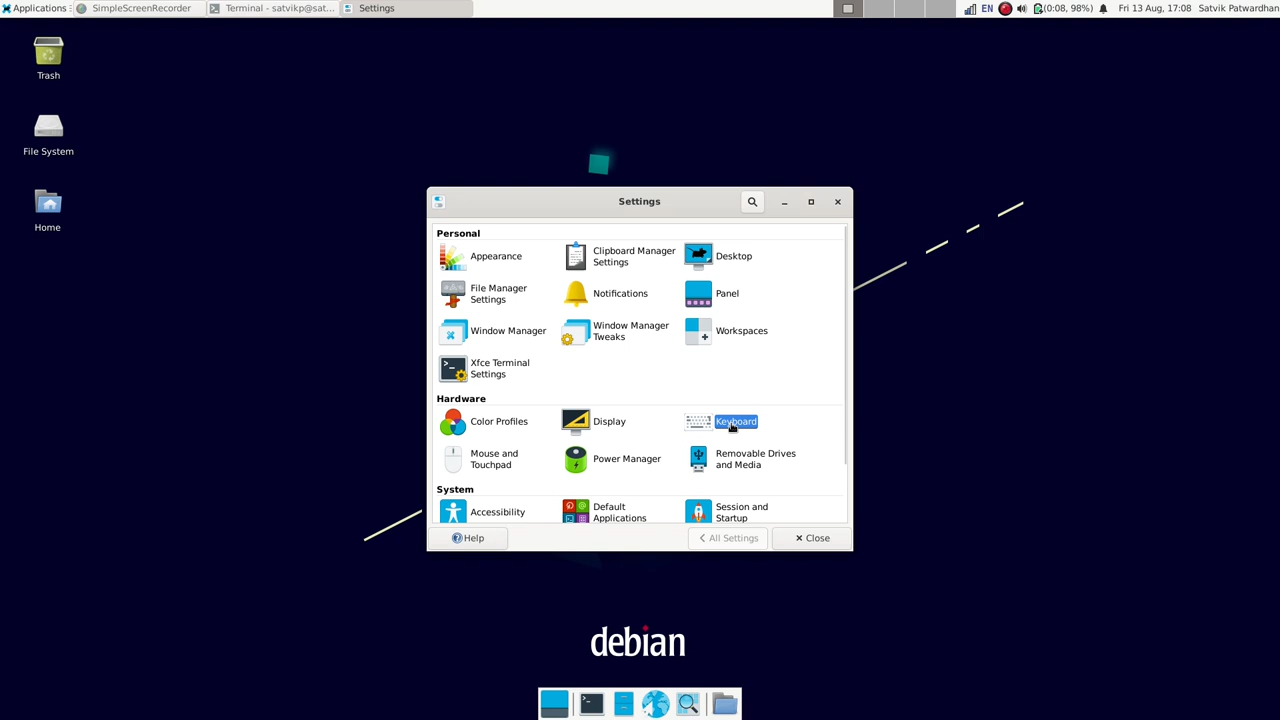 Applications
SimpleScreenRecorder
Terminal - satvikp@sat...
Settings
EN
(0:08, 98%)
Fri 13 Aug, 17:08
Satvik Patwardhan
Trash
File System
Home
Settings
Personal
Appearance
Clipboard Manager
Settings
Desktop
File Manager
Settings
Notifications
Panel
Window Manager
Window Manager
Tweaks
Workspaces
Xfce Terminal
Settings
Hardware
Color Profiles
Display
Keyboard
Mouse and
Touchpad
Power Manager
Removable Drives
and Media
System
Accessibility
Default
Applications
Session and
Startup
Help
All Settings
Close
debian